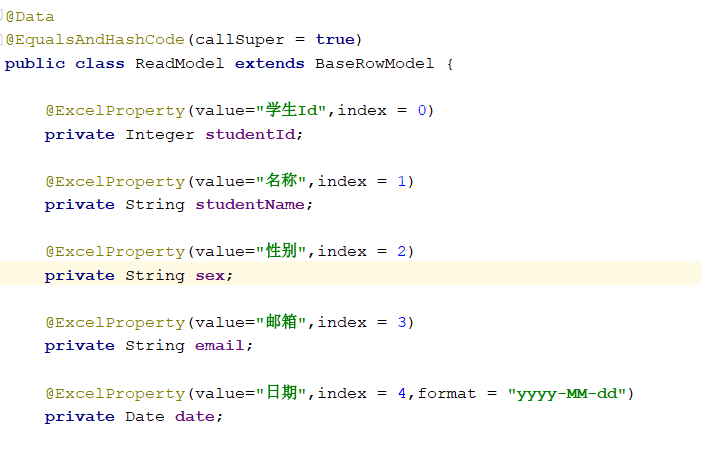 @Data
@EqualsAndHashCode(callSuper = true)
public class ReadModel extends BaseRowModel {
@ExcelProperty(value="学生Id",index = 0)
private Integer studentId;
@ExcelProperty(value="名称",index = 1)
private String studentName;
@ExcelProperty(value="性别",index = 2)
private String sex;
@ExcelProperty(value="邮箱",index = 3)
private String email;
@ExcelProperty(value="日期",index = 4,format = "yyyy-MM-dd")
private Date date;